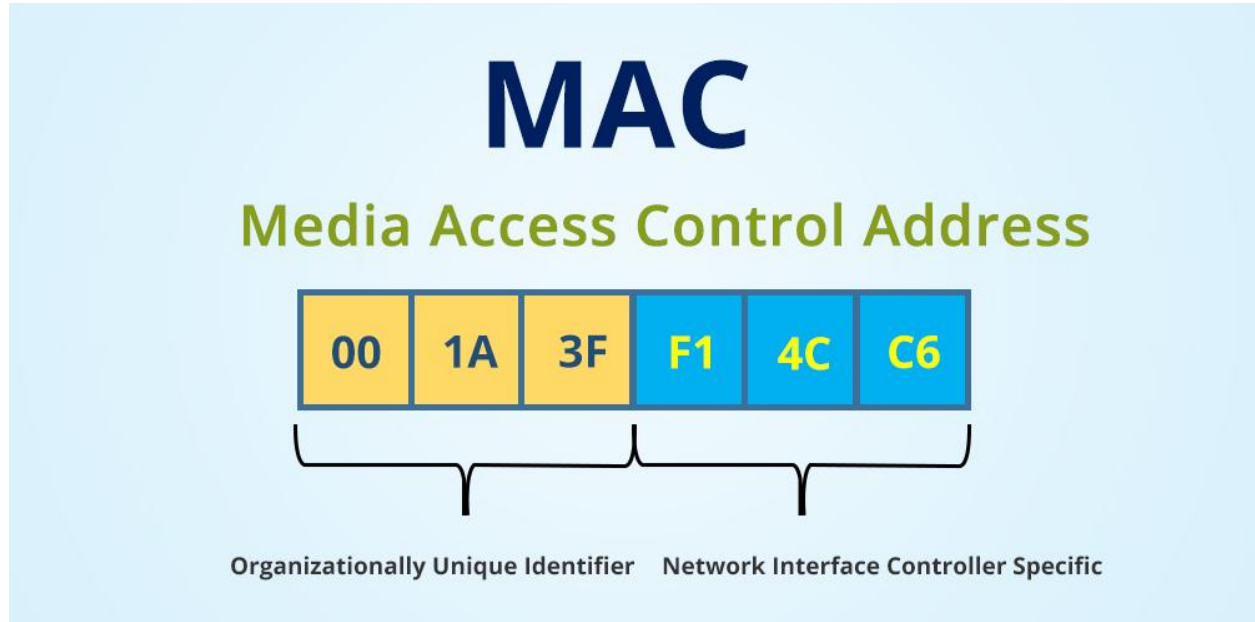 MAC
Media Access Control Address
00 1A 3F F1 4C C6
Organizationally Unique Identifier Network Interface Controller Specific